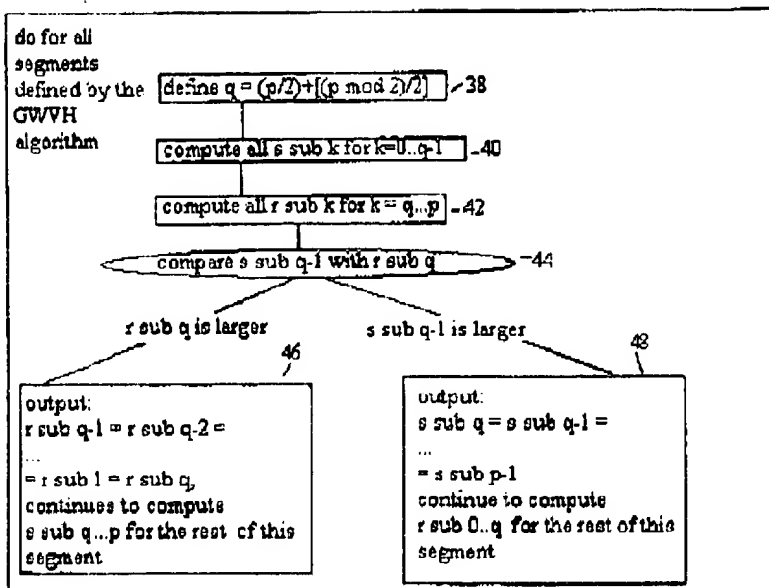 do for all
segments
defined by the
GWVH
algorithm
define q = (p/2)+[(p mod 2)/2]
38
compute all s sub k for k=0..q-1
40
compute all r sub k for k = q...p
42
compare s sub q-1 with r sub q
44
r sub q is larger
s sub q-1 is larger
46
output:
r sub q-1 = r sub q-2 =
...
= r sub 1 = r sub q,
continues to compute
s sub q...p for the rest of this
segment
48
output:
s sub q = s sub q-1 =
...
= s sub p-1
continue to compute
r sub 0..q for the rest of this
segment